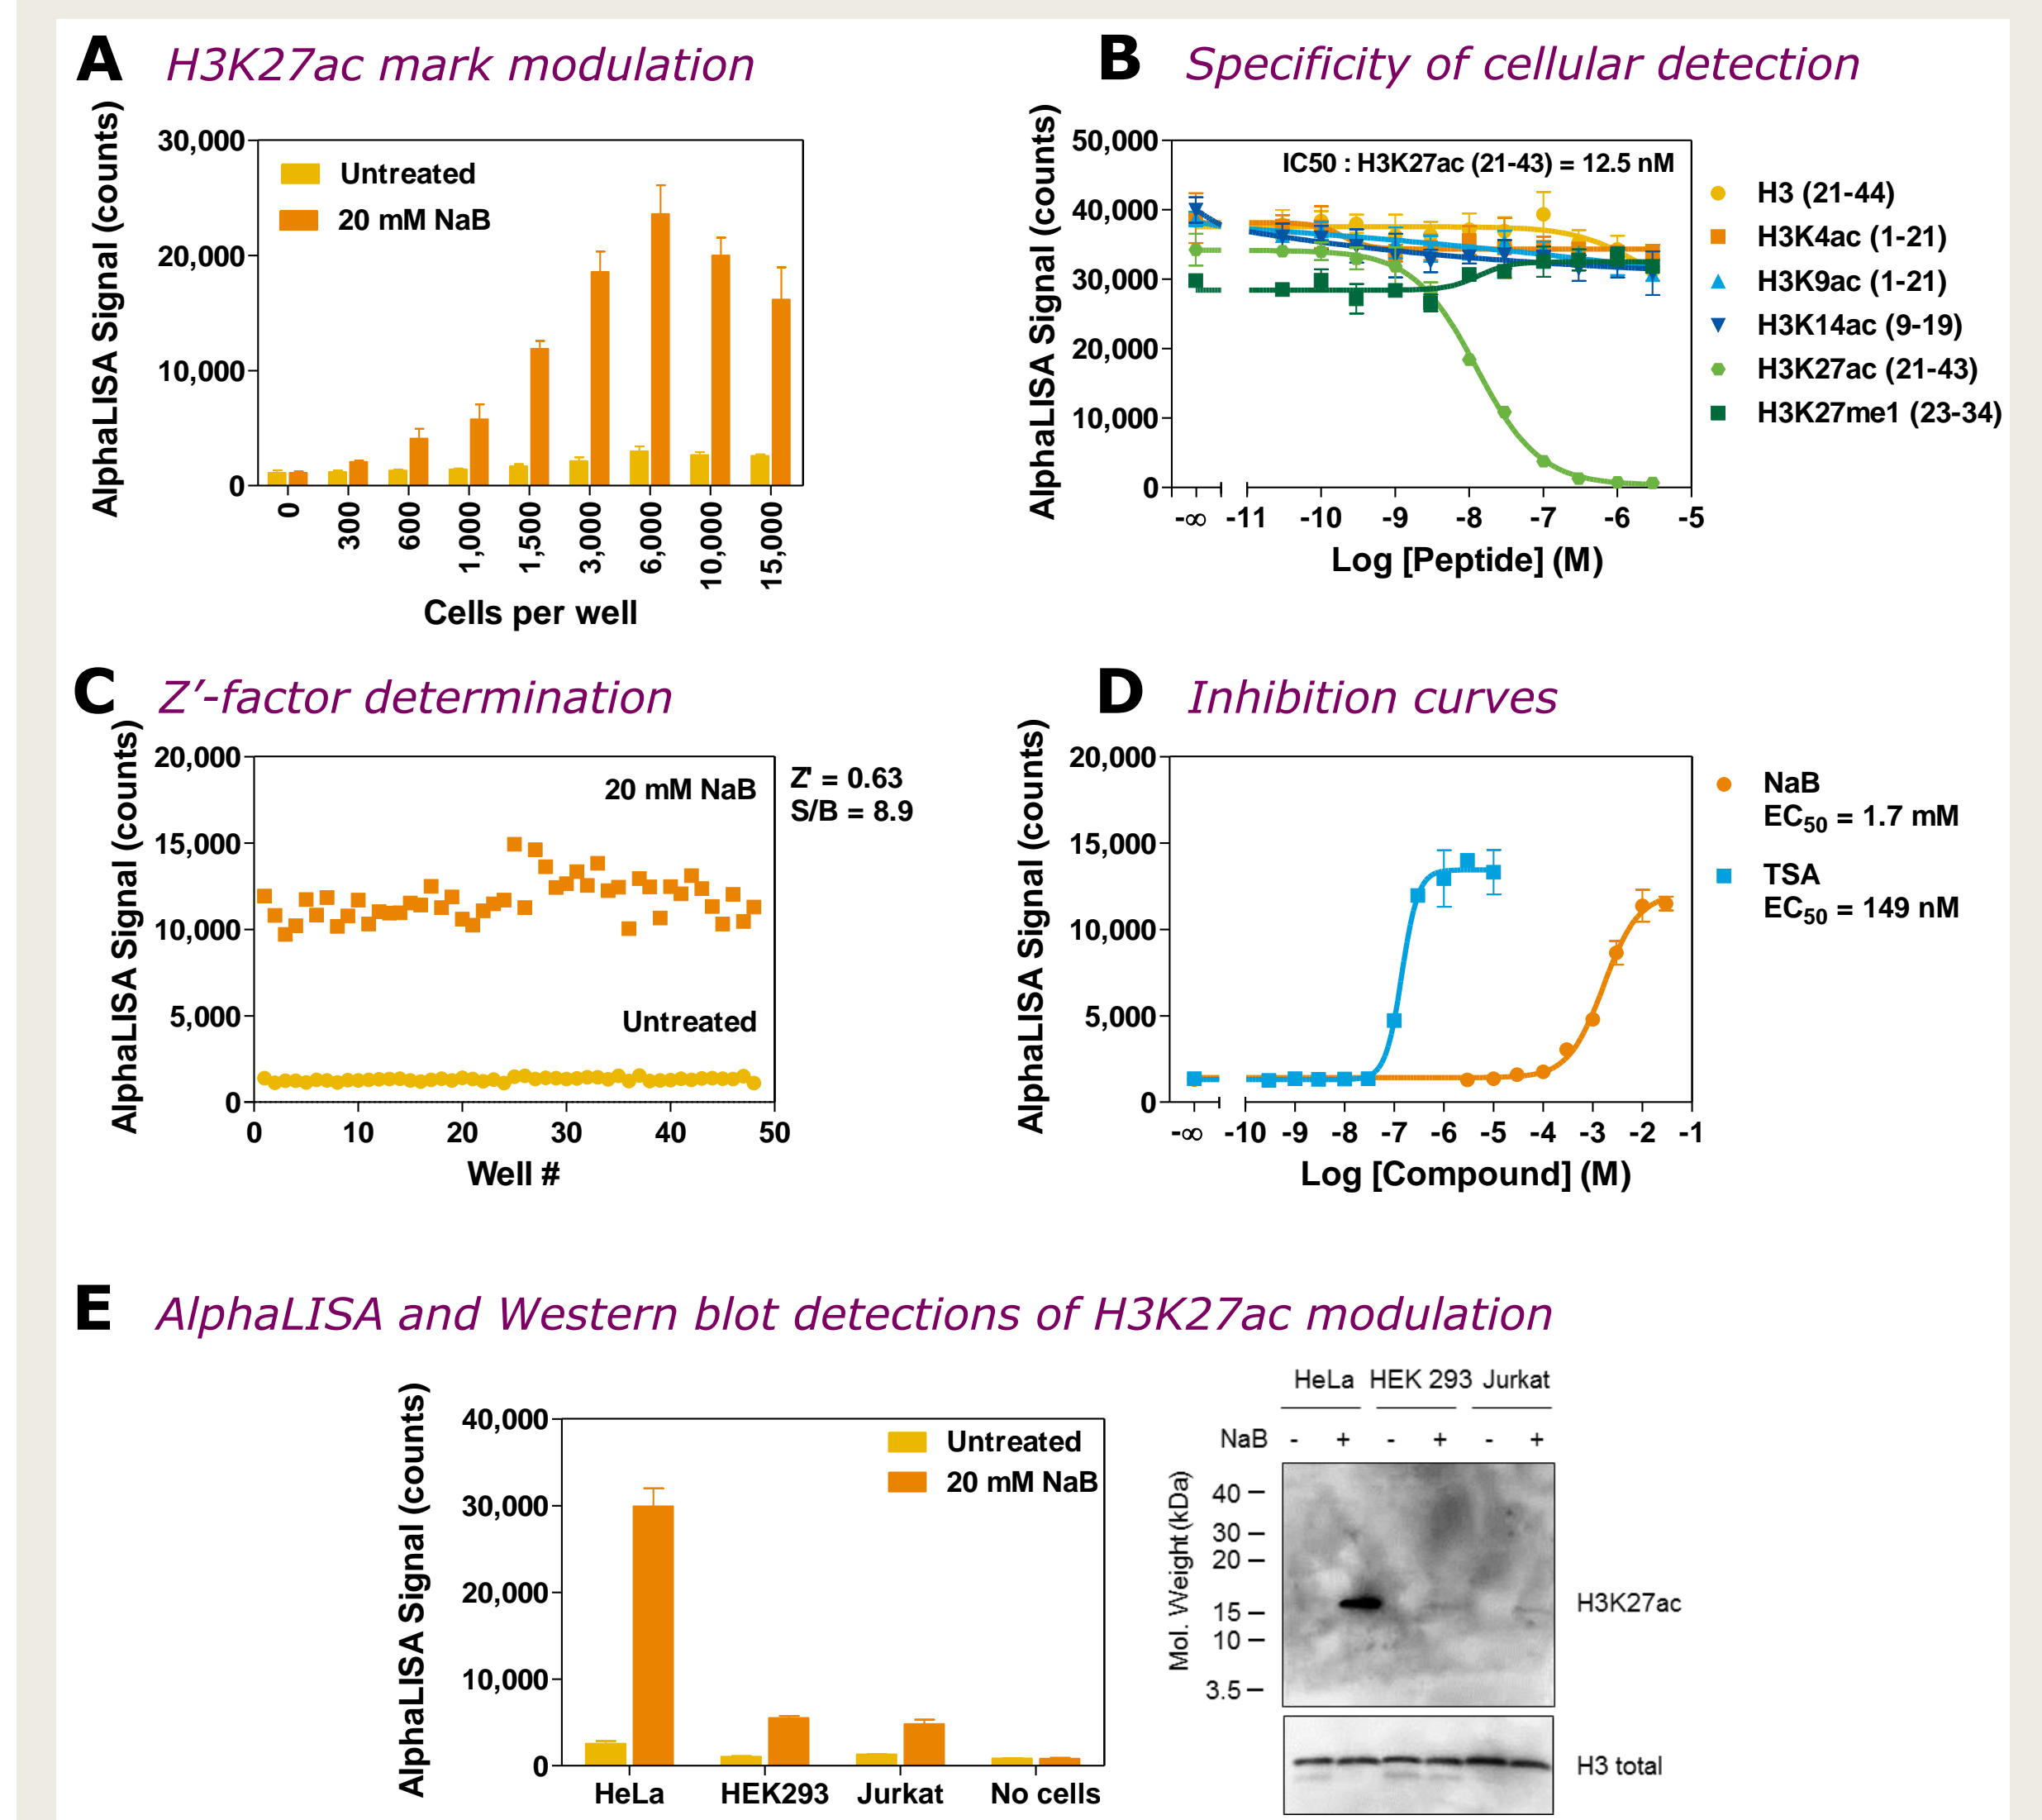 A H3K27ac mark modulation
AlphaLISA Signal (counts)
30,000
20,000
10,000
0
Untreated
20 mM NaB
0 300 600 1,000 1,500 3,000 6,000 10,000 15,000
Cells per well
B Specificity of cellular detection
AlphaLISA Signal (counts)
50,000
40,000
30,000
20,000
10,000
0
IC50 : H3K27ac (21-43) = 12.5 nM
-∞ -11 -10 -9 -8 -7 -6 -5
Log [Peptide] (M)
H3 (21-44)
H3K4ac (1-21)
H3K9ac (1-21)
H3K14ac (9-19)
H3K27ac (21-43)
H3K27me1 (23-34)
C Z’-factor determination
AlphaLISA Signal (counts)
20,000
15,000
10,000
5,000
0
20 mM NaB
Untreated
0 10 20 30 40 50
Well #
Z' = 0.63
S/B = 8.9
D Inhibition curves
AlphaLISA Signal (counts)
20,000
15,000
10,000
5,000
0
-∞ -10 -9 -8 -7 -6 -5 -4 -3 -2 -1
Log [Compound] (M)
NaB
EC50 = 1.7 mM
TSA
EC50 = 149 nM
E AlphaLISA and Western blot detections of H3K27ac modulation
AlphaLISA Signal (counts)
40,000
30,000
20,000
10,000
0
Untreated
20 mM NaB
HeLa HEK293 Jurkat No cells
HeLa HEK 293 Jurkat
NaB - + - + - +
Mol. Weight (kDa)
40
30
20
15
10
3.5
H3K27ac
H3 total